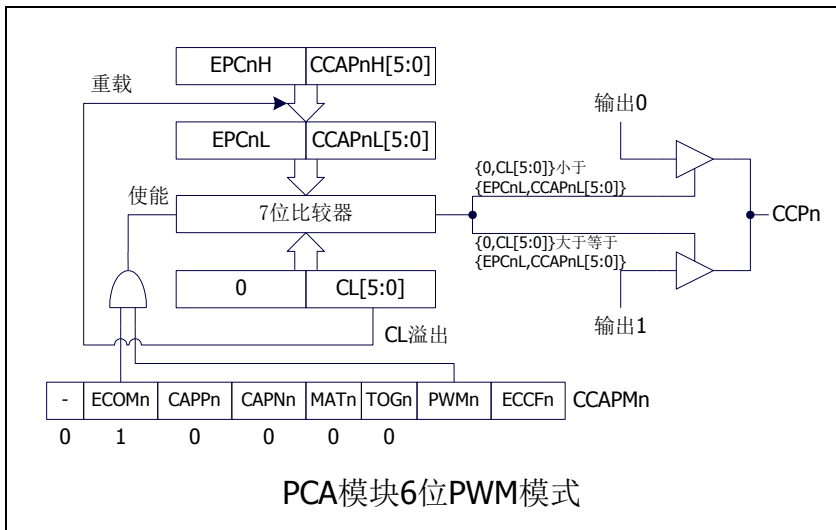 EPCnH CCAPnH[5:0]
重载
输出0
EPCnL CCAPnL[5:0]
{0,CL[5:0]}小于
{EPCnL,CCAPnL[5:0]}
使能
7位比较器
CCPn
{0,CL[5:0]}大于等于
{EPCnL,CCAPnL[5:0]}
0 CL[5:0]
输出1
CL溢出
- ECOMn CAPPn CAPNn MATn TOGn PWMn ECCFn CCAPMn
0 1 0 0 0 0
PCA模块6位PWM模式